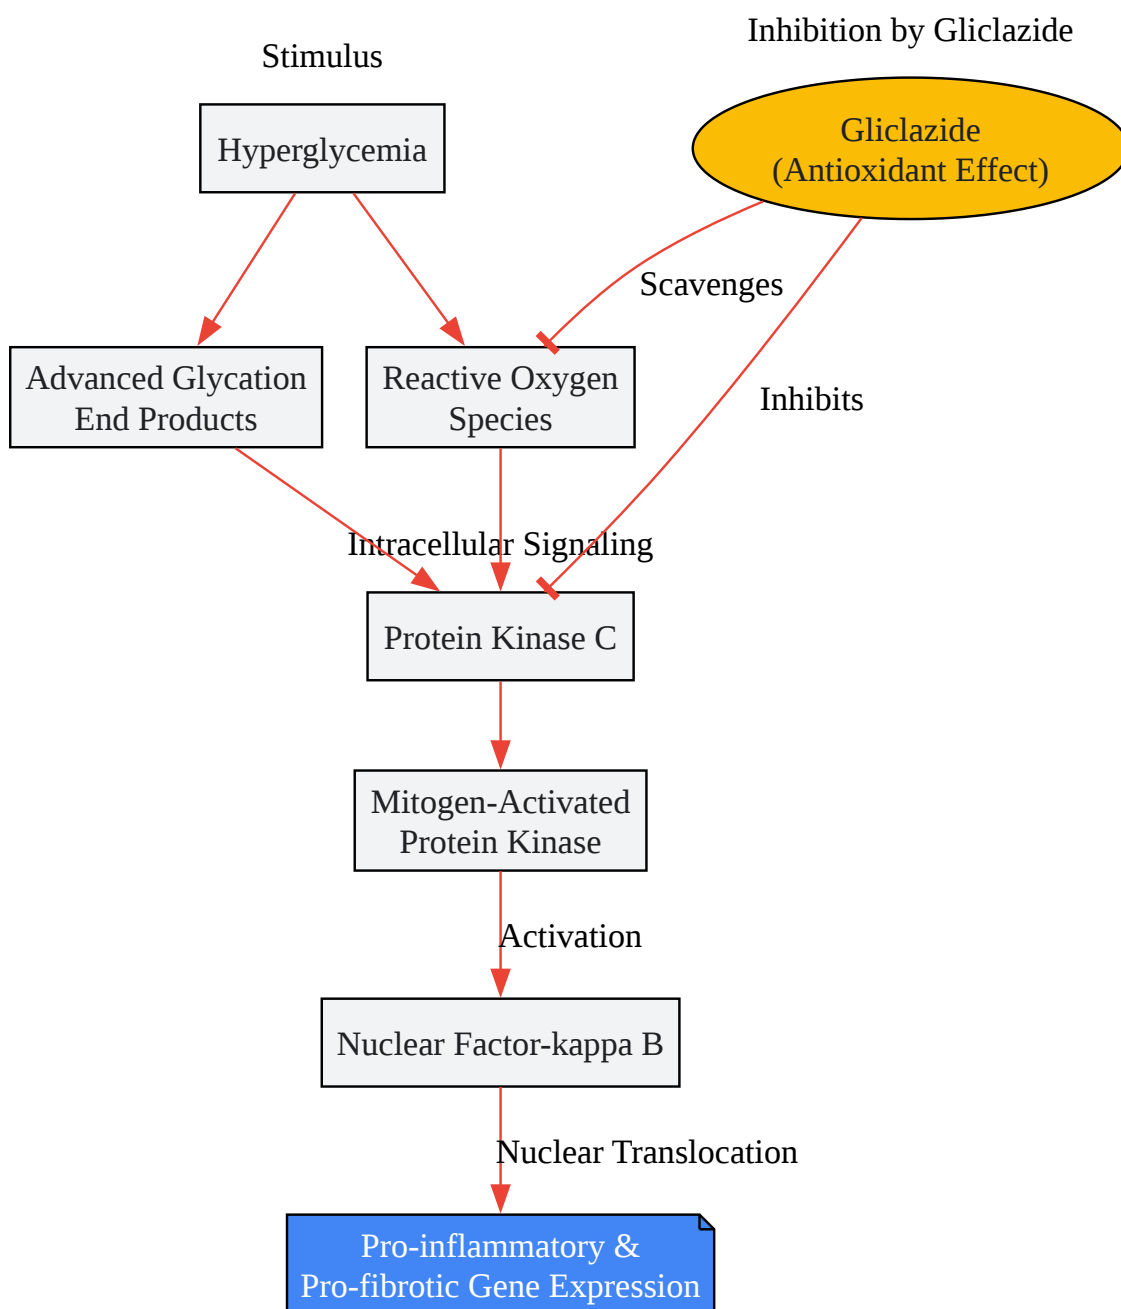 Inhibition by Gliclazide
Stimulus
Gliclazide
(Antioxidant Effect)
Hyperglycemia
Scavenges
Advanced Glycation
End Products
Reactive Oxygen
Species
Inhibits
Intracellular Signaling
Protein Kinase C
Mitogen-Activated
Protein Kinase
Activation
Nuclear Factor-kappa B
Nuclear Translocation
Pro-inflammatory &
Pro-fibrotic Gene Expression